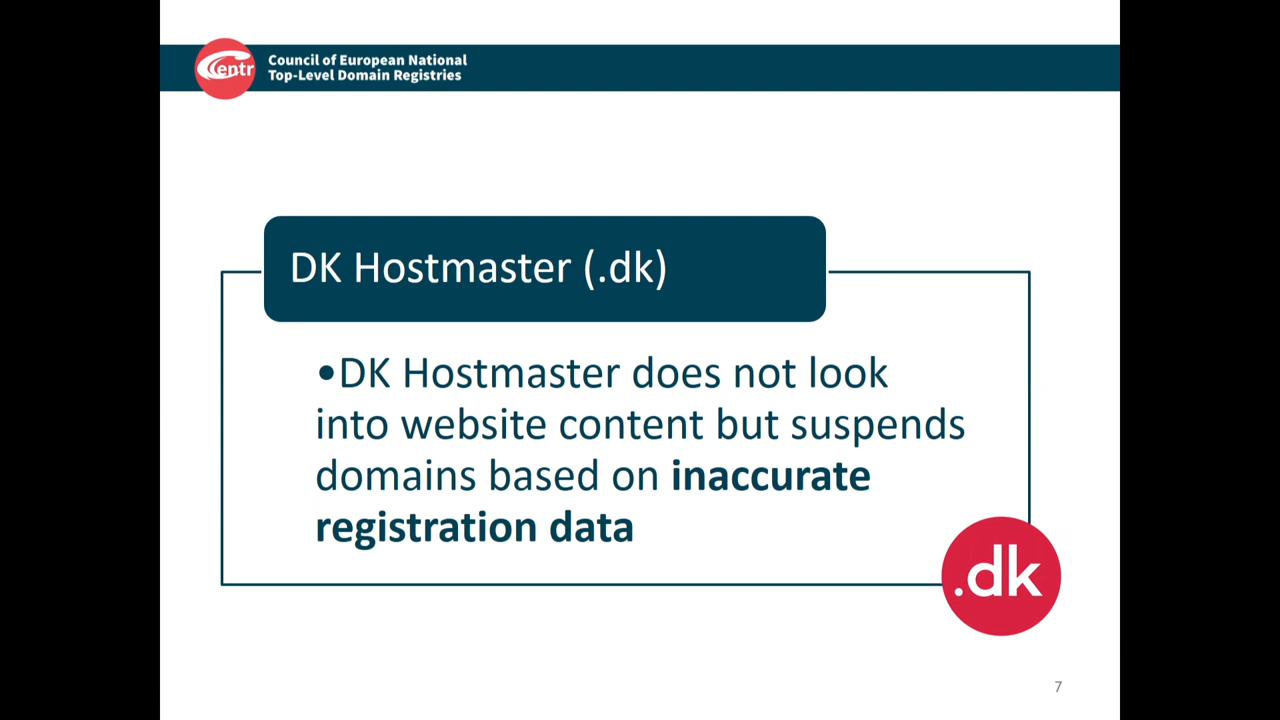 Centr
Council of European National
Top-Level Domain Registries
DK Hostmaster (.dk)
•DK Hostmaster does not look
into website content but suspends
domains based on inaccurate
registration data
.dk
7